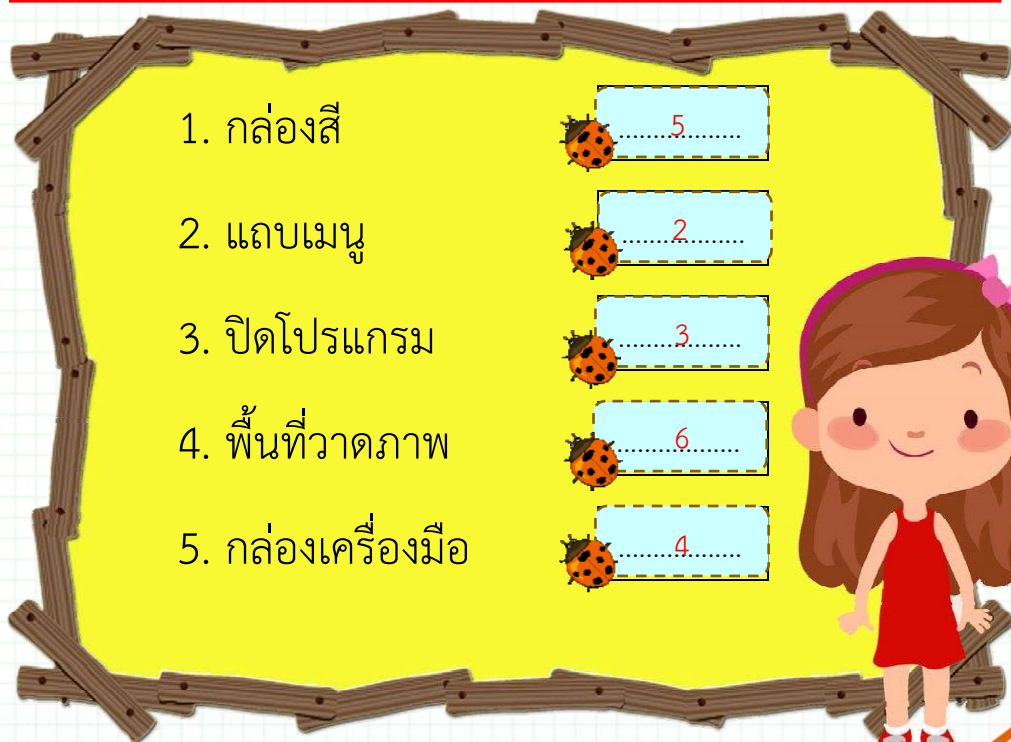 1. กล่องสี ..........5..........
2. แถบเมนู ..........2..........
3. ปิดโปรแกรม ..........3..........
4. พื้นที่วาดภาพ ..........6..........
5. กล่องเครื่องมือ ..........4..........